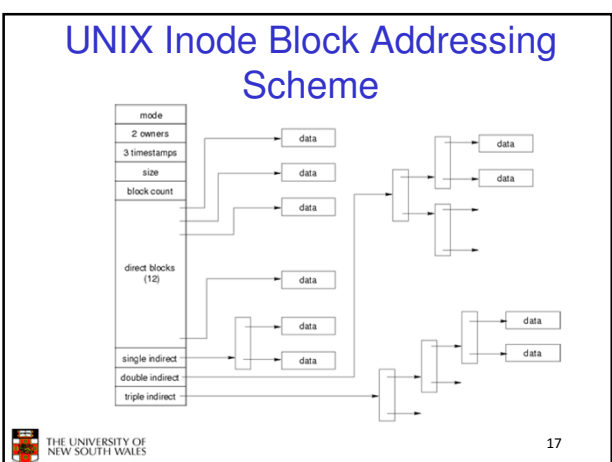 UNIX Inode Block Addressing
Scheme
mode
2 owners
3 timestamps
size
block count
direct blocks
(12)
single indirect
double indirect
triple indirect
data
data
data
data
data
data
data
data
data
data
THE UNIVERSITY OF
NEW SOUTH WALES
17